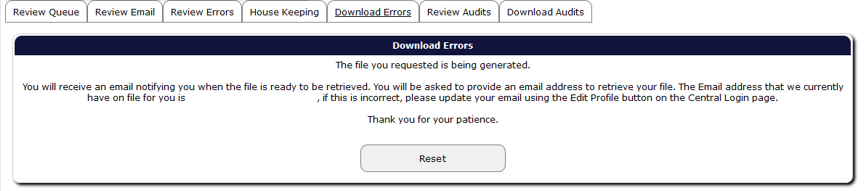 Review Queue Review Email Review Errors House Keeping Download Errors Review Audits Download Audits
Download Errors
The file you requested is being generated.
You will receive an email notifying you when the file is ready to be retrieved. You will be asked to provide an email address to retrieve your file. The Email address that we currently
have on file for you is , if this is incorrect, please update your email using the Edit Profile button on the Central Login page.
Thank you for your patience.
Reset